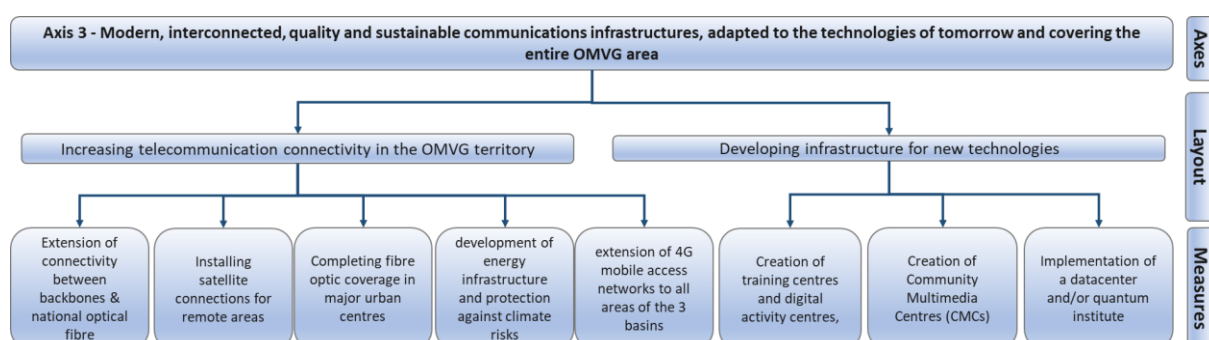 Axis 3 - Modern, interconnected, quality and sustainable communications infrastructures, adapted to the technologies of tomorrow and covering the
entire OMVG area
Axes
Increasing telecommunication connectivity in the OMVG territory
Developing infrastructure for new technologies
Layout
Extension of
connectivity
between
backbones &
national optical
fibre
Installing
satellite
connections for
remote areas
Completing fibre
optic coverage in
major urban
centres
development of
energy
infrastructure
and protection
against climate
risks
extension of 4G
mobile access
networks to all
areas of the 3
basins
Creation of
training centres
and digital
activity centres,
Creation of
Community
Multimedia
Centres (CMCs)
Implementation of
a datacenter
and/or quantum
institute
Measures